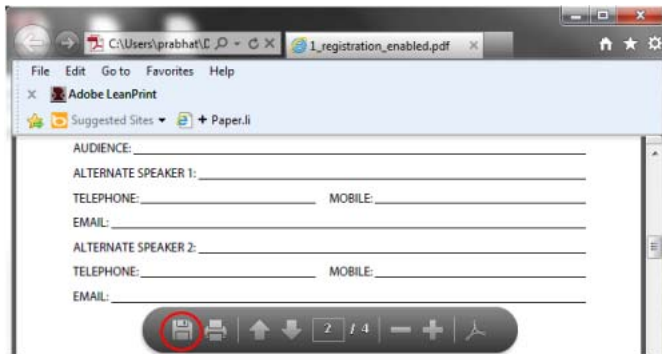 C:\Users\prabhat\D
1_registration_enabled.pdf
File Edit Go to Favorites Help
Adobe LeanPrint
Suggested Sites + Paper.li
AUDIENCE:
ALTERNATE SPEAKER 1:
TELEPHONE: MOBILE:
EMAIL:
ALTERNATE SPEAKER 2:
TELEPHONE: MOBILE:
EMAIL:
2 / 4